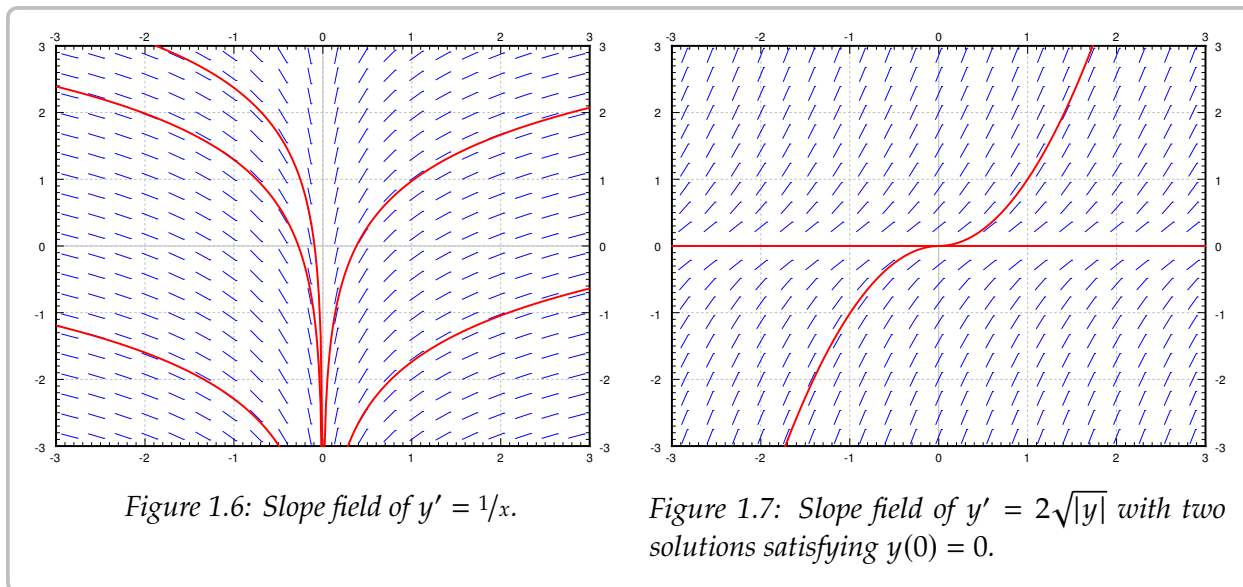 -3 -2 -1 0 1 2 3
3 3
2 2
1 1
0 0
-1 -1
-2 -2
-3 -3
-3 -2 -1 0 1 2 3
Figure 1.6: Slope field of y′ = 1/x.
-3 -2 -1 0 1 2 3
3 3
2 2
1 1
0 0
-1 -1
-2 -2
-3 -3
-3 -2 -1 0 1 2 3
Figure 1.7: Slope field of y′ = 2√|y| with two
solutions satisfying y(0) = 0.